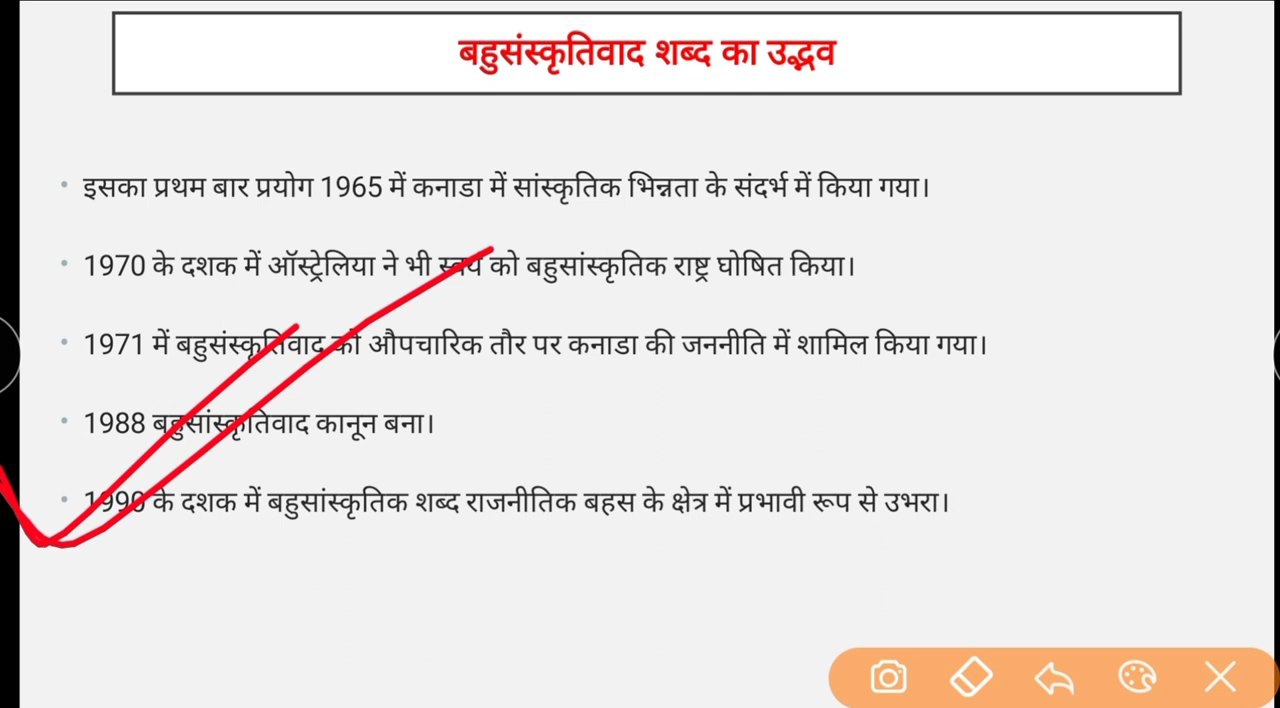 बहुसंस्कृतिवाद शब्द का उद्भव
• इसका प्रथम बार प्रयोग 1965 में कनाडा में सांस्कृतिक भिन्नता के संदर्भ में किया गया।
• 1970 के दशक में ऑस्ट्रेलिया ने भी स्वयं को बहुसांस्कृतिक राष्ट्र घोषित किया।
• 1971 में बहुसंस्कृतिवाद को औपचारिक तौर पर कनाडा की जननीति में शामिल किया गया।
• 1988 बहुसांस्कृतिवाद कानून बना।
• 1990 के दशक में बहुसांस्कृतिक शब्द राजनीतिक बहस के क्षेत्र में प्रभावी रूप से उभरा।